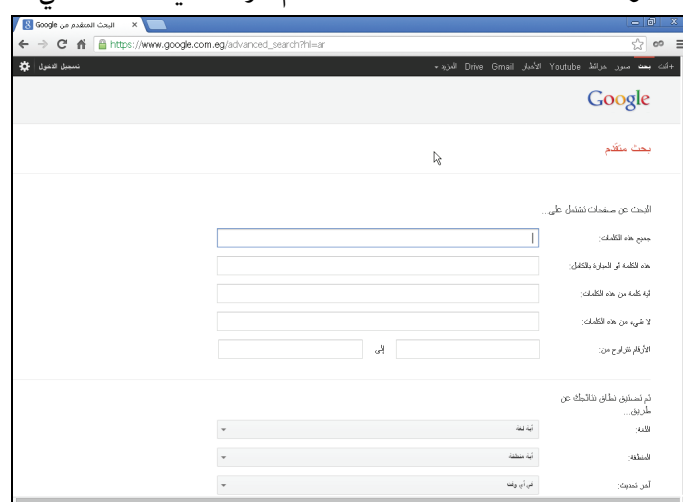 البحث المتقدم من Google
https://www.google.com.eg/advanced_search?hl=ar
+أنت بحث صور خرائط Youtube الأخبار Gmail Drive المزيد
تسجيل الدخول
Google
بحث متقدم
البحث عن صفحات تشتمل على...
جميع هذه الكلمات:
هذه الكلمة أو العبارة بالكامل:
أية كلمة من هذه الكلمات:
لا شيء من هذه الكلمات:
الأرقام تتراوح من:
إلى
ثم تضييق نطاق نتائجك عن
طريق...
اللغة:
أية لغة
المنطقة:
أية منطقة
آخر تحديث:
في أي وقت